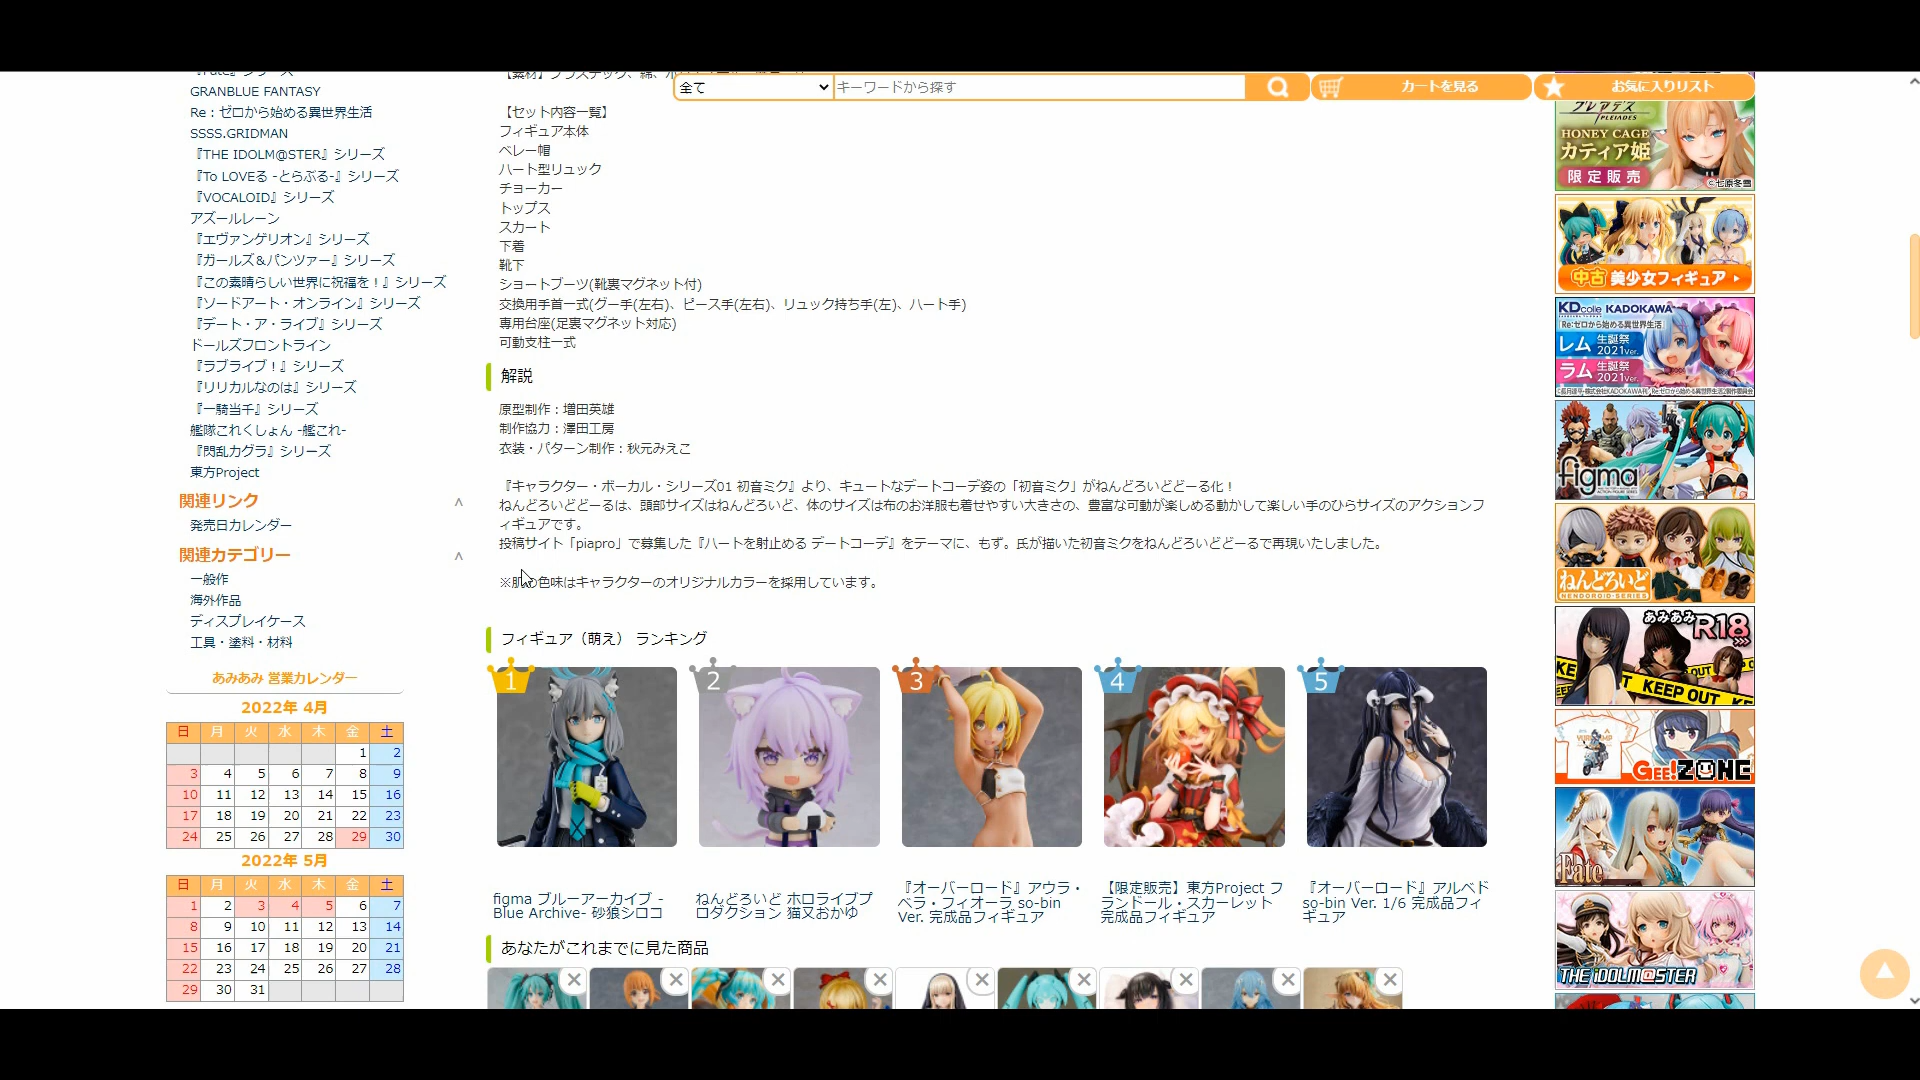 全て
キーワードから探す
カートを見る
お気に入りリスト
GRANBLUE FANTASY
Re：ゼロから始める異世界生活
SSSS.GRIDMAN
『THE IDOLM@STER』シリーズ
『To LOVEる -とらぶる-』シリーズ
『VOCALOID』シリーズ
アズールレーン
『エヴァンゲリオン』シリーズ
『ガールズ＆パンツァー』シリーズ
『この素晴らしい世界に祝福を！』シリーズ
『ソードアート・オンライン』シリーズ
『デート・ア・ライブ』シリーズ
ドールズフロントライン
『ラブライブ！』シリーズ
『リリカルなのは』シリーズ
『一騎当千』シリーズ
艦隊これくしょん -艦これ-
『閃乱カグラ』シリーズ
東方Project
関連リンク
発売日カレンダー
関連カテゴリー
一般作
海外作品
ディスプレイケース
工具・塗料・材料
あみあみ 営業カレンダー
2022年 4月
日 月 火 水 木 金 土
1 2
3 4 5 6 7 8 9
10 11 12 13 14 15 16
17 18 19 20 21 22 23
24 25 26 27 28 29 30
2022年 5月
日 月 火 水 木 金 土
1 2 3 4 5 6 7
8 9 10 11 12 13 14
15 16 17 18 19 20 21
22 23 24 25 26 27 28
29 30 31
【セット内容一覧】
フィギュア本体
ベレー帽
ハート型リュック
チョーカー
トップス
スカート
下着
靴下
ショートブーツ(靴裏マグネット付)
交換用手首一式(グー手(左右)、ピース手(左右)、リュック持ち手(左)、ハート手)
専用台座(足裏マグネット対応)
可動支柱一式
解説
原型制作：増田英雄
制作協力：澤田工房
衣装・パターン制作：秋元みえこ
『キャラクター・ボーカル・シリーズ01 初音ミク』より、キュートなデートコーデ姿の「初音ミク」がねんどろいどどーる化！
ねんどろいどどーるは、頭部サイズはねんどろいど、体のサイズは布のお洋服も着せやすい大きさの、豊富な可動が楽しめる動かして楽しい手のひらサイズのアクションフ
ィギュアです。
投稿サイト「piapro」で募集した『ハートを射止める デートコーデ』をテーマに、もず。氏が描いた初音ミクをねんどろいどどーるで再現いたしました。
※肌の色味はキャラクターのオリジナルカラーを採用しています。
フィギュア（萌え） ランキング
1
2
3
4
5
figma ブルーアーカイブ -
Blue Archive- 砂狼シロコ
ねんどろいど ホロライブプ
ロダクション 猫又おかゆ
『オーバーロード』アウラ・
ベラ・フィオーラ so-bin
Ver. 完成品フィギュア
【限定販売】東方Project フ
ランドール・スカーレット
完成品フィギュア
『オーバーロード』アルベド
so-bin Ver. 1/6 完成品フィ
ギュア
あなたがこれまでに見た商品
プレアデス
PLEIADES
HONEY CAGE
カティア姫
限定販売
©七原冬雪
中古 美少女フィギュア
KDcolle KADOKAWA
『Re:ゼロから始める異世界生活』
レム 生誕祭
2021Ver.
ラム 生誕祭
2021Ver.
figma
ねんどろいど
NENDOROID-SERIES
あみあみR18
KEEP OUT
GEE!ZONE
Fate
THE iDOLM@STER